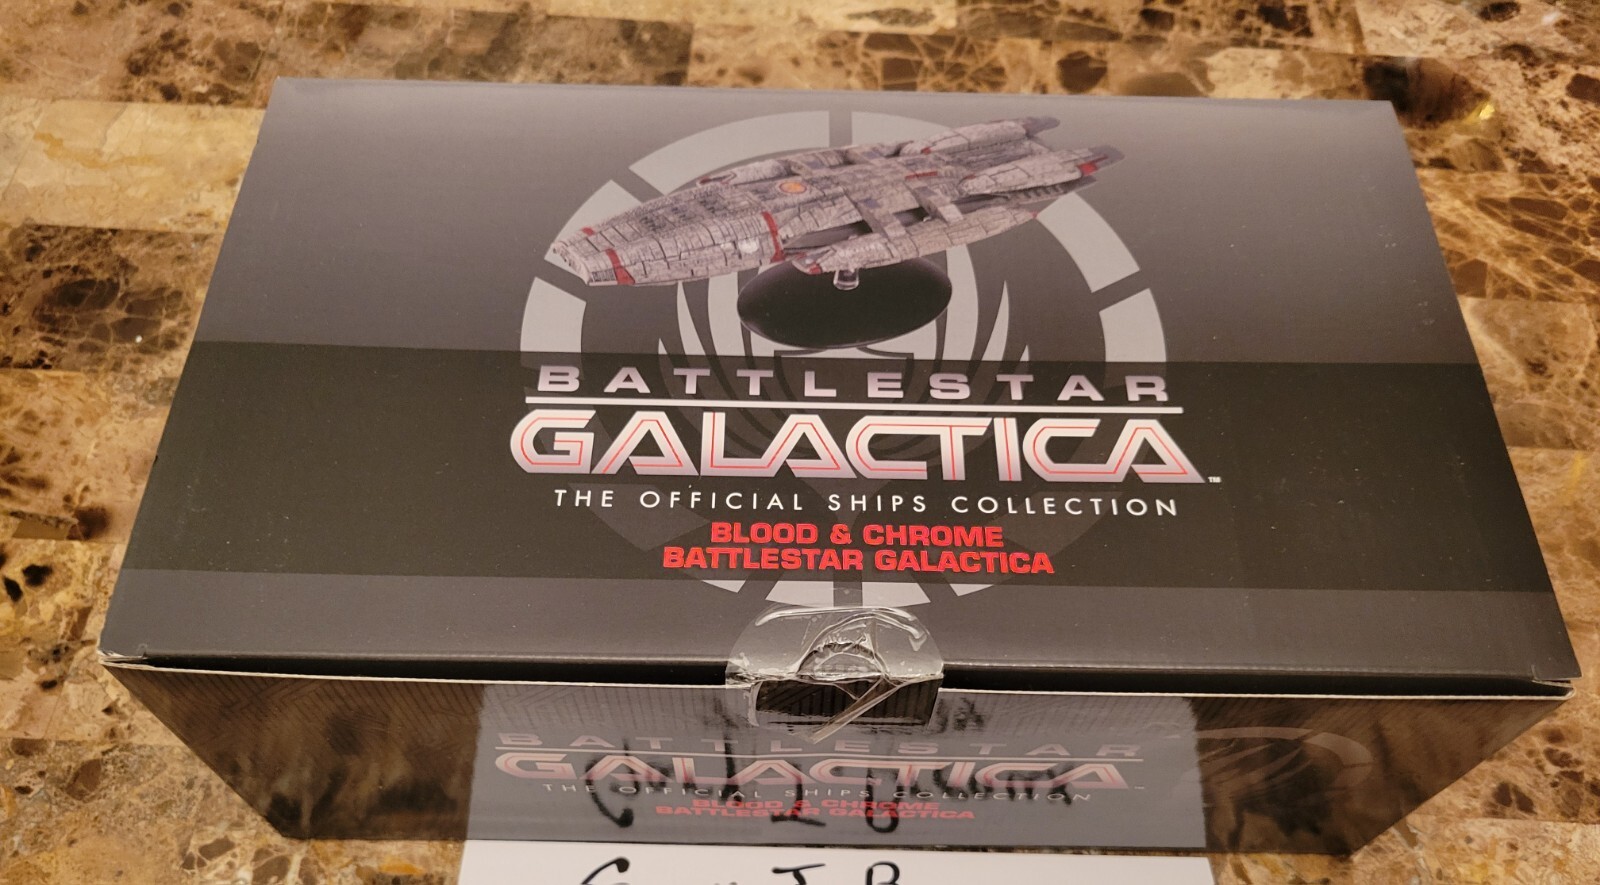 BATTLESTAR
GALACTICA™
THE OFFICIAL SHIPS COLLECTION
BLOOD & CHROME
BATTLESTAR GALACTICA
BATTLESTAR
GALACTICA
THE OFFICIAL SHIPS COLLECTION
BLOOD & CHROME
BATTLESTAR GALACTICA